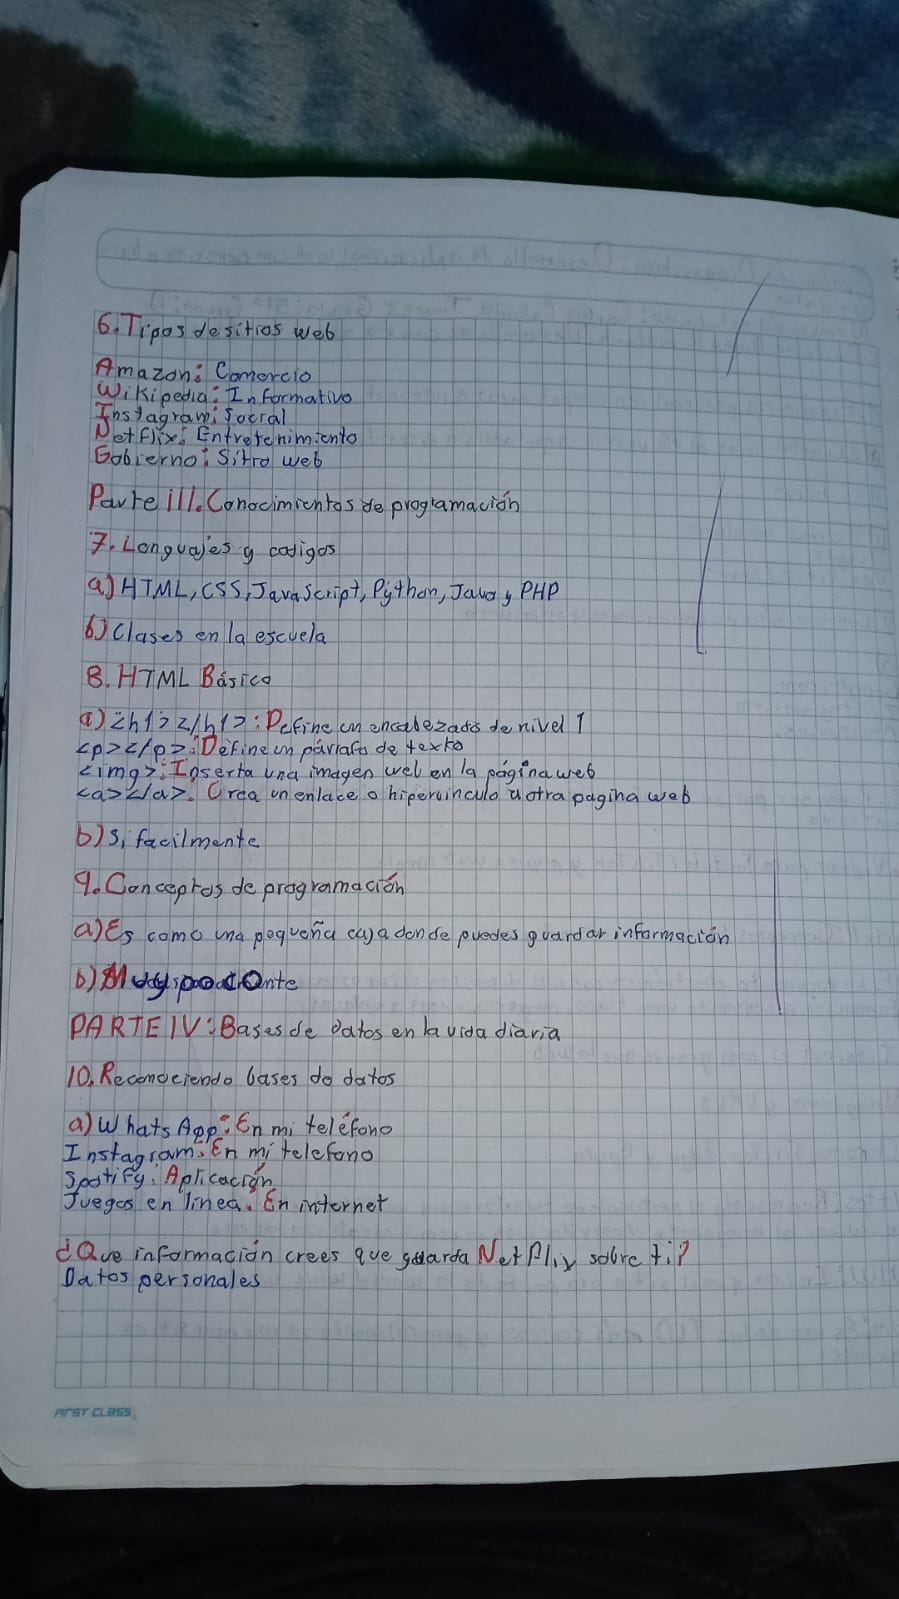 6. Tipos de sitios web
Amazon: Comercio
Wikipedia: Informativo
Instagram: Social
Netflix: Entretenimiento
Gobierno: Sitio web
Parte III. Conocimientos de programación
7. Lenguajes y codigos
a) HTML, CSS, JavaScript, Python, Java y PHP
b) Clases en la escuela
8. HTML Básico
a) <h1></h1>: Define un encabezado de nivel 1
<p></p>: Define un párrafo de texto
<img>: Inserta una imagen wel en la página web
<a></a>. Crea un enlace o hipervinculo a otra pagina web
b) Si facilmente
9. Conceptos de programación
a) Es como una pequeña caja donde puedes guardar información
b) Muy poco
PARTE IV: Bases de datos en la vida diaria
10. Reconociendo bases de datos
a) WhatsApp: En mi teléfono
Instagram: En mi telefono
Spotify: Aplicación
Juegos en linea. En internet
¿Que información crees que guarda Netflix sobre ti?
Datos personales
FIRST CLASS